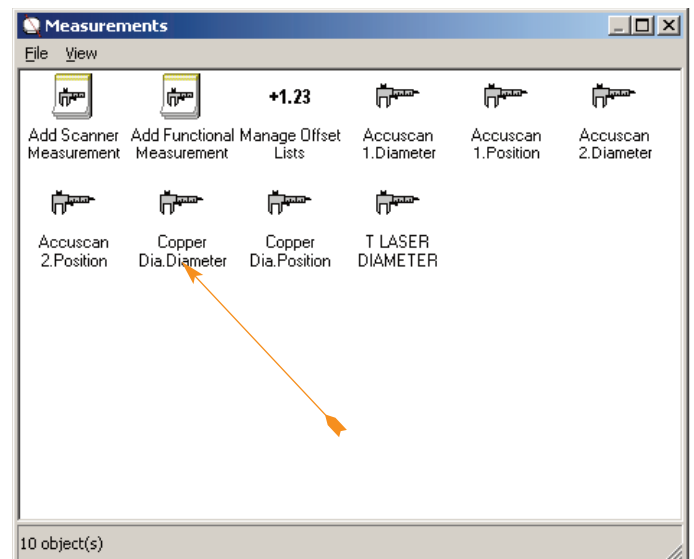 Measurements
File View
+1.23
Add Scanner Add Functional Manage Offset Accuscan Accuscan Accuscan
Measurement Measurement Lists 1.Diameter 1.Position 2.Diameter
Accuscan Copper Copper T LASER
2.Position Dia.Diameter Dia.Position DIAMETER
10 object(s)